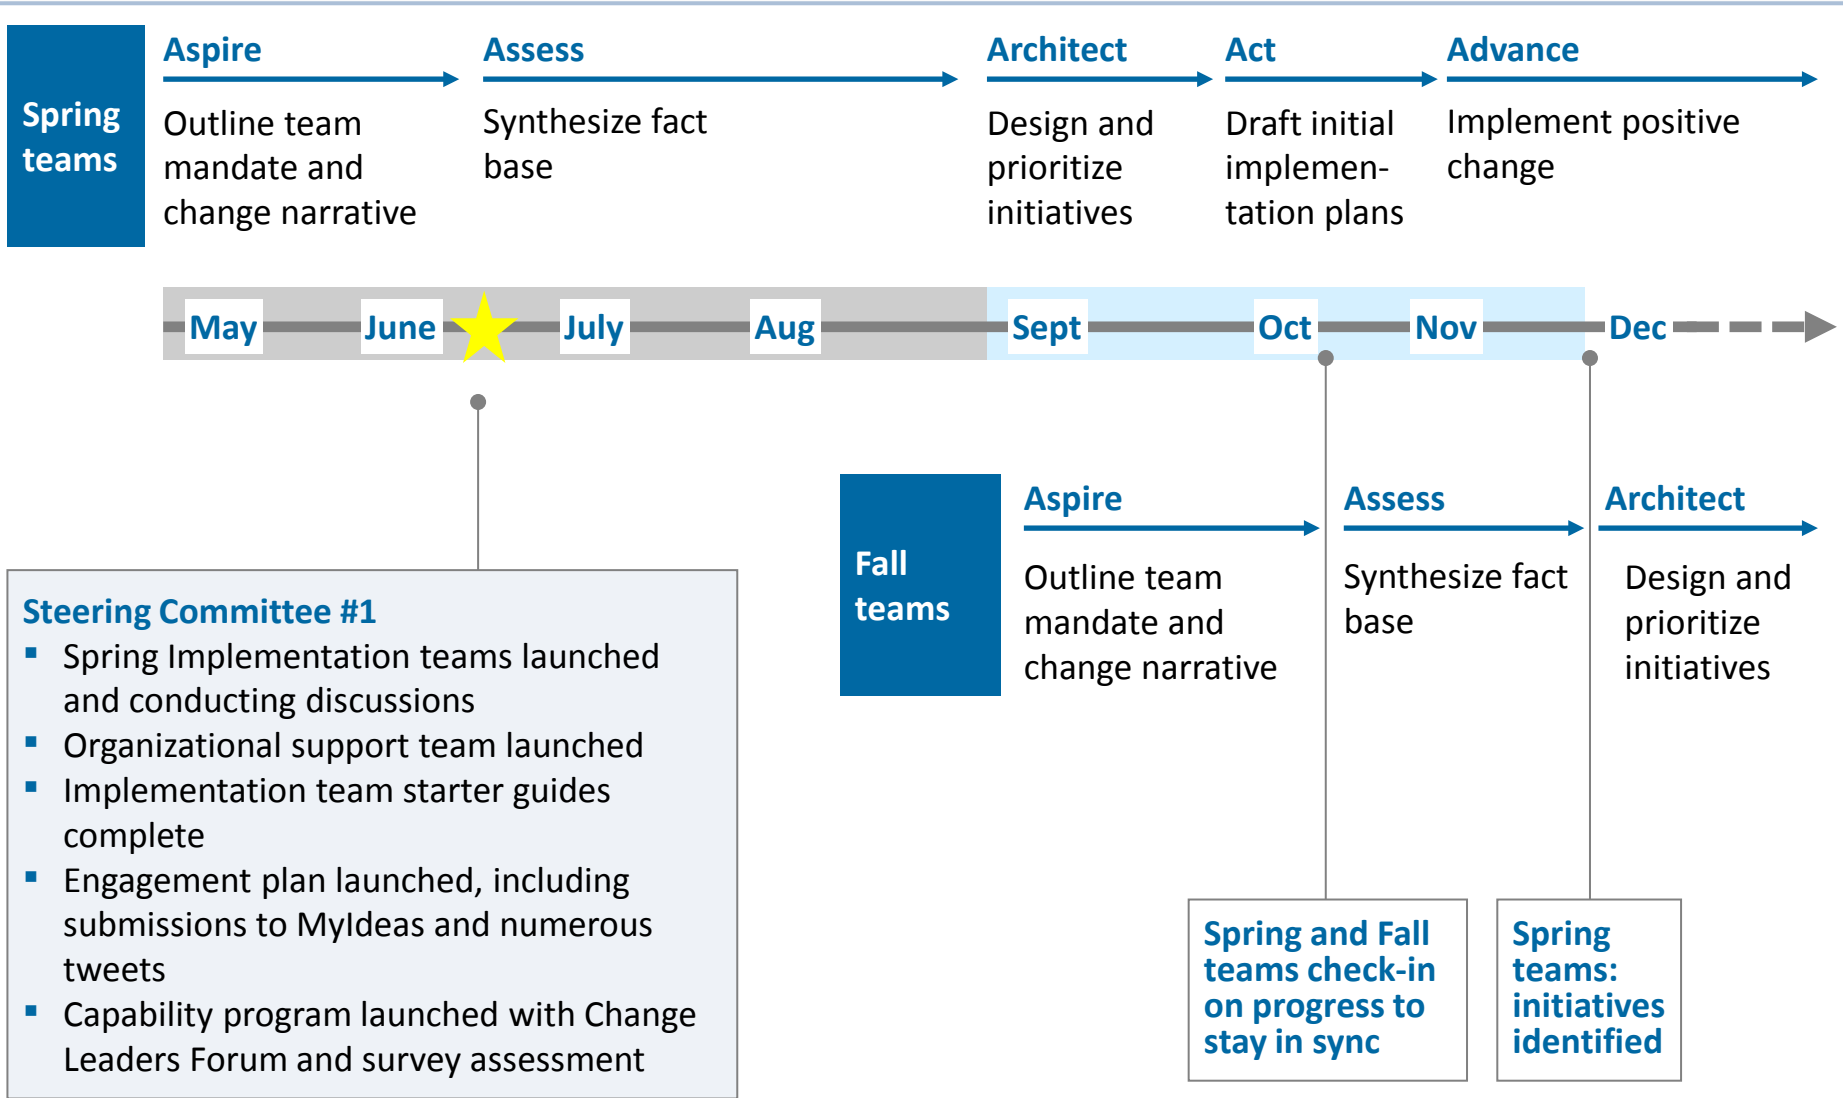 Spring
teams
Aspire
Outline team
mandate and
change narrative
Assess
Synthesize fact
base
Architect
Design and
prioritize
initiatives
Act
Draft initial
implemen-
tation plans
Advance
Implement positive
change
May June July Aug Sept Oct Nov Dec
Steering Committee #1
▪ Spring Implementation teams launched
and conducting discussions
▪ Organizational support team launched
▪ Implementation team starter guides
complete
▪ Engagement plan launched, including
submissions to MyIdeas and numerous
tweets
▪ Capability program launched with Change
Leaders Forum and survey assessment
Fall
teams
Aspire
Outline team
mandate and
change narrative
Assess
Synthesize fact
base
Architect
Design and
prioritize
initiatives
Spring and Fall
teams check-in
on progress to
stay in sync
Spring
teams:
initiatives
identified